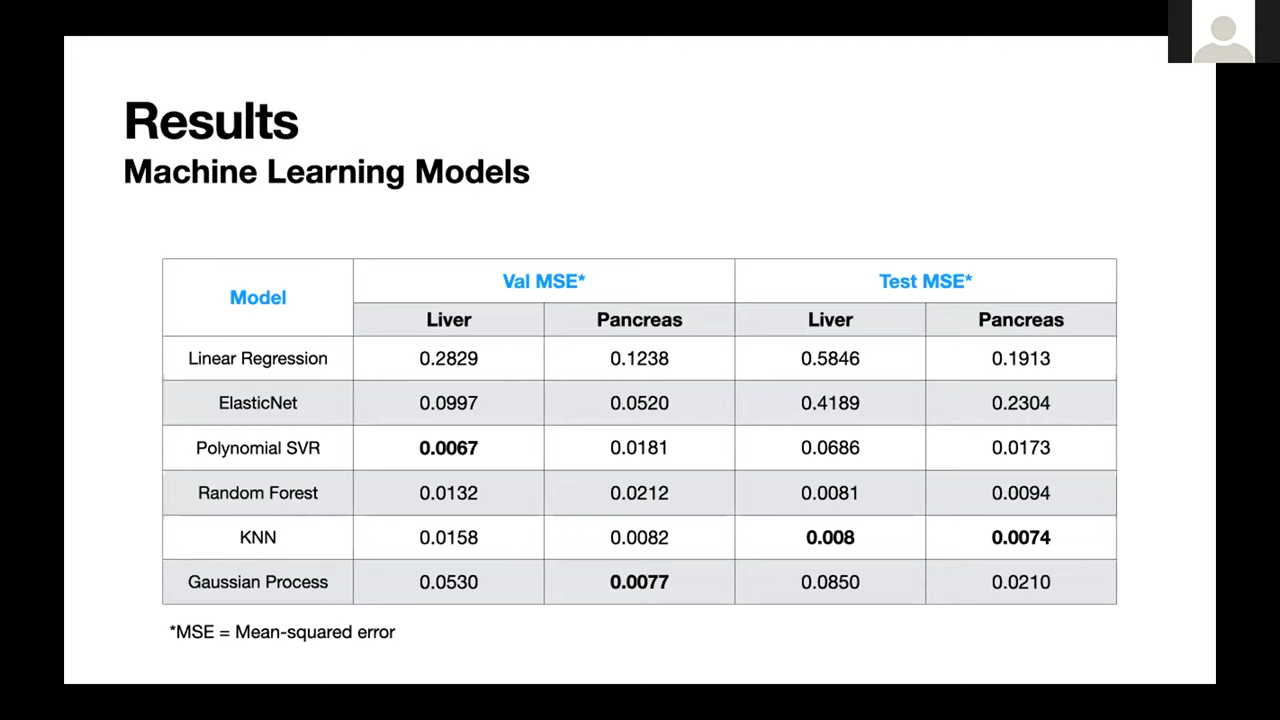 Results
Machine Learning Models
Model Val MSE* Test MSE*
Liver Pancreas Liver Pancreas
Linear Regression 0.2829 0.1238 0.5846 0.1913
ElasticNet 0.0997 0.0520 0.4189 0.2304
Polynomial SVR 0.0067 0.0181 0.0686 0.0173
Random Forest 0.0132 0.0212 0.0081 0.0094
KNN 0.0158 0.0082 0.008 0.0074
Gaussian Process 0.0530 0.0077 0.0850 0.0210
*MSE = Mean-squared error